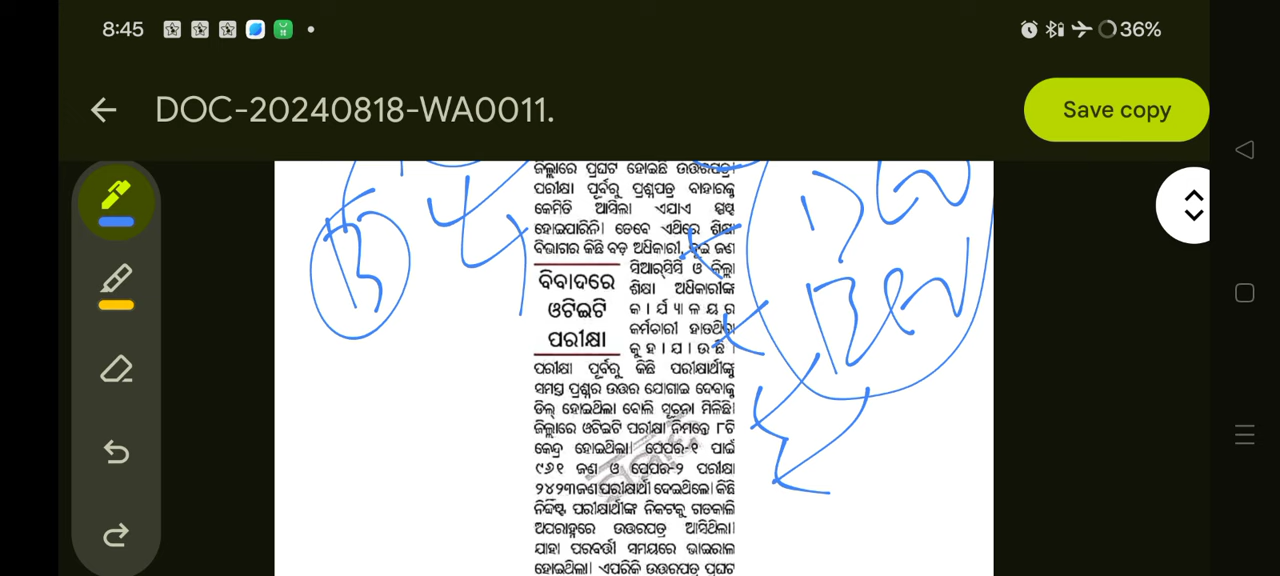 8:45
36%
DOC-20240818-WA0011.
Save copy
ଜିଲ୍ଲାରେ ପ୍ରଘଟ ହୋଇଛି ଉତ୍ତରପତ୍ର।
ପରୀକ୍ଷା ପୂର୍ବରୁ ପ୍ରଶ୍ନପତ୍ର ବାହାରକୁ
କେମିତି ଆସିଲା ଏଯାଏ ସ୍ପଷ୍ଟ
ହୋଇପାରିନି। ତେବେ ଏଥିରେ ଶିକ୍ଷା
ବିଭାଗର କିଛି ବଡ଼ ଅଧିକାରୀ, ଦୁଇ ଜଣ
ସିଆର୍‌ସିସି ଓ ଜିଲ୍ଲା
ଶିକ୍ଷା ଅଧିକାରୀଙ୍କ
କାର୍ଯ୍ୟାଳୟର
କର୍ମଚାରୀ ହାତଥିବା
କୁହାଯାଉଛି।
ବିବାଦରେ
ଓଟିଇଟି
ପରୀକ୍ଷା
ପରୀକ୍ଷା ପୂର୍ବରୁ କିଛି ପରୀକ୍ଷାର୍ଥୀଙ୍କୁ
ସମସ୍ତ ପ୍ରଶ୍ନର ଉତ୍ତର ଯୋଗାଇ ଦେବାକୁ
ଡିଲ୍ ହୋଇଥିଲା ବୋଲି ସୂଚନା ମିଳିଛି।
ଜିଲ୍ଲାରେ ଓଟିଇଟି ପରୀକ୍ଷା ନିମନ୍ତେ ୮ଟି
କେନ୍ଦ୍ର ହୋଇଥିଲା। ପେପର-୧ ପାଇଁ
୯୬୧ ଜଣ ଓ ପେପର-୨ ପରୀକ୍ଷା
୨୪୨୩ଜଣ ପରୀକ୍ଷାର୍ଥୀ ଦେଇଥିଲେ। କିଛି
ନିର୍ଦ୍ଦିଷ୍ଟ ପରୀକ୍ଷାର୍ଥୀଙ୍କ ନିକଟକୁ ଗତକାଲି
ଅପରାହ୍ନରେ ଉତ୍ତରପତ୍ର ଆସିଥିଲା।
ଯାହା ପରବର୍ତ୍ତୀ ସମୟରେ ଭାଇରାଲ
ହୋଇଥିଲା। ଏପରିକି ଉତ୍ତରପତ୍ର ପ୍ରଘଟ